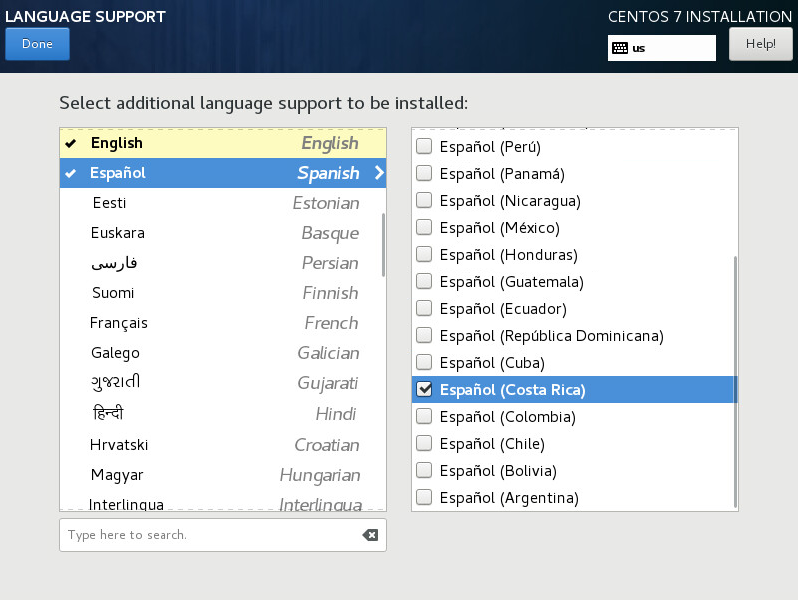 LANGUAGE SUPPORT
CENTOS 7 INSTALLATION
Done
us
Help!
Select additional language support to be installed:
English English
Español Spanish
Eesti Estonian
Euskara Basque
فارسی Persian
Suomi Finnish
Français French
Galego Galician
ગુજરાતી Gujarati
हिन्दी Hindi
Hrvatski Croatian
Magyar Hungarian
Interlingua Interlingua
Type here to search.
Español (Perú)
Español (Panamá)
Español (Nicaragua)
Español (México)
Español (Honduras)
Español (Guatemala)
Español (Ecuador)
Español (República Dominicana)
Español (Cuba)
Español (Costa Rica)
Español (Colombia)
Español (Chile)
Español (Bolivia)
Español (Argentina)